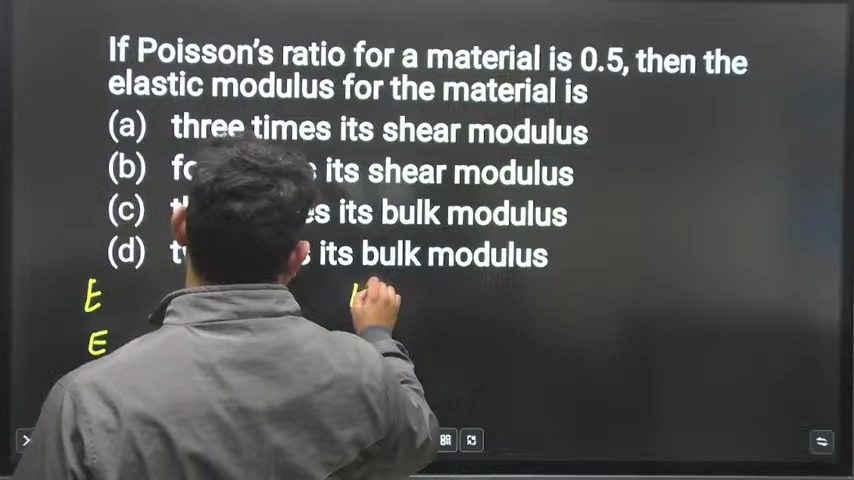 If Poisson's ratio for a material is 0.5, then the
elastic modulus for the material is
(a) three times its shear modulus
(b) its shear modulus
(c) its bulk modulus
(d) its bulk modulus
E
E